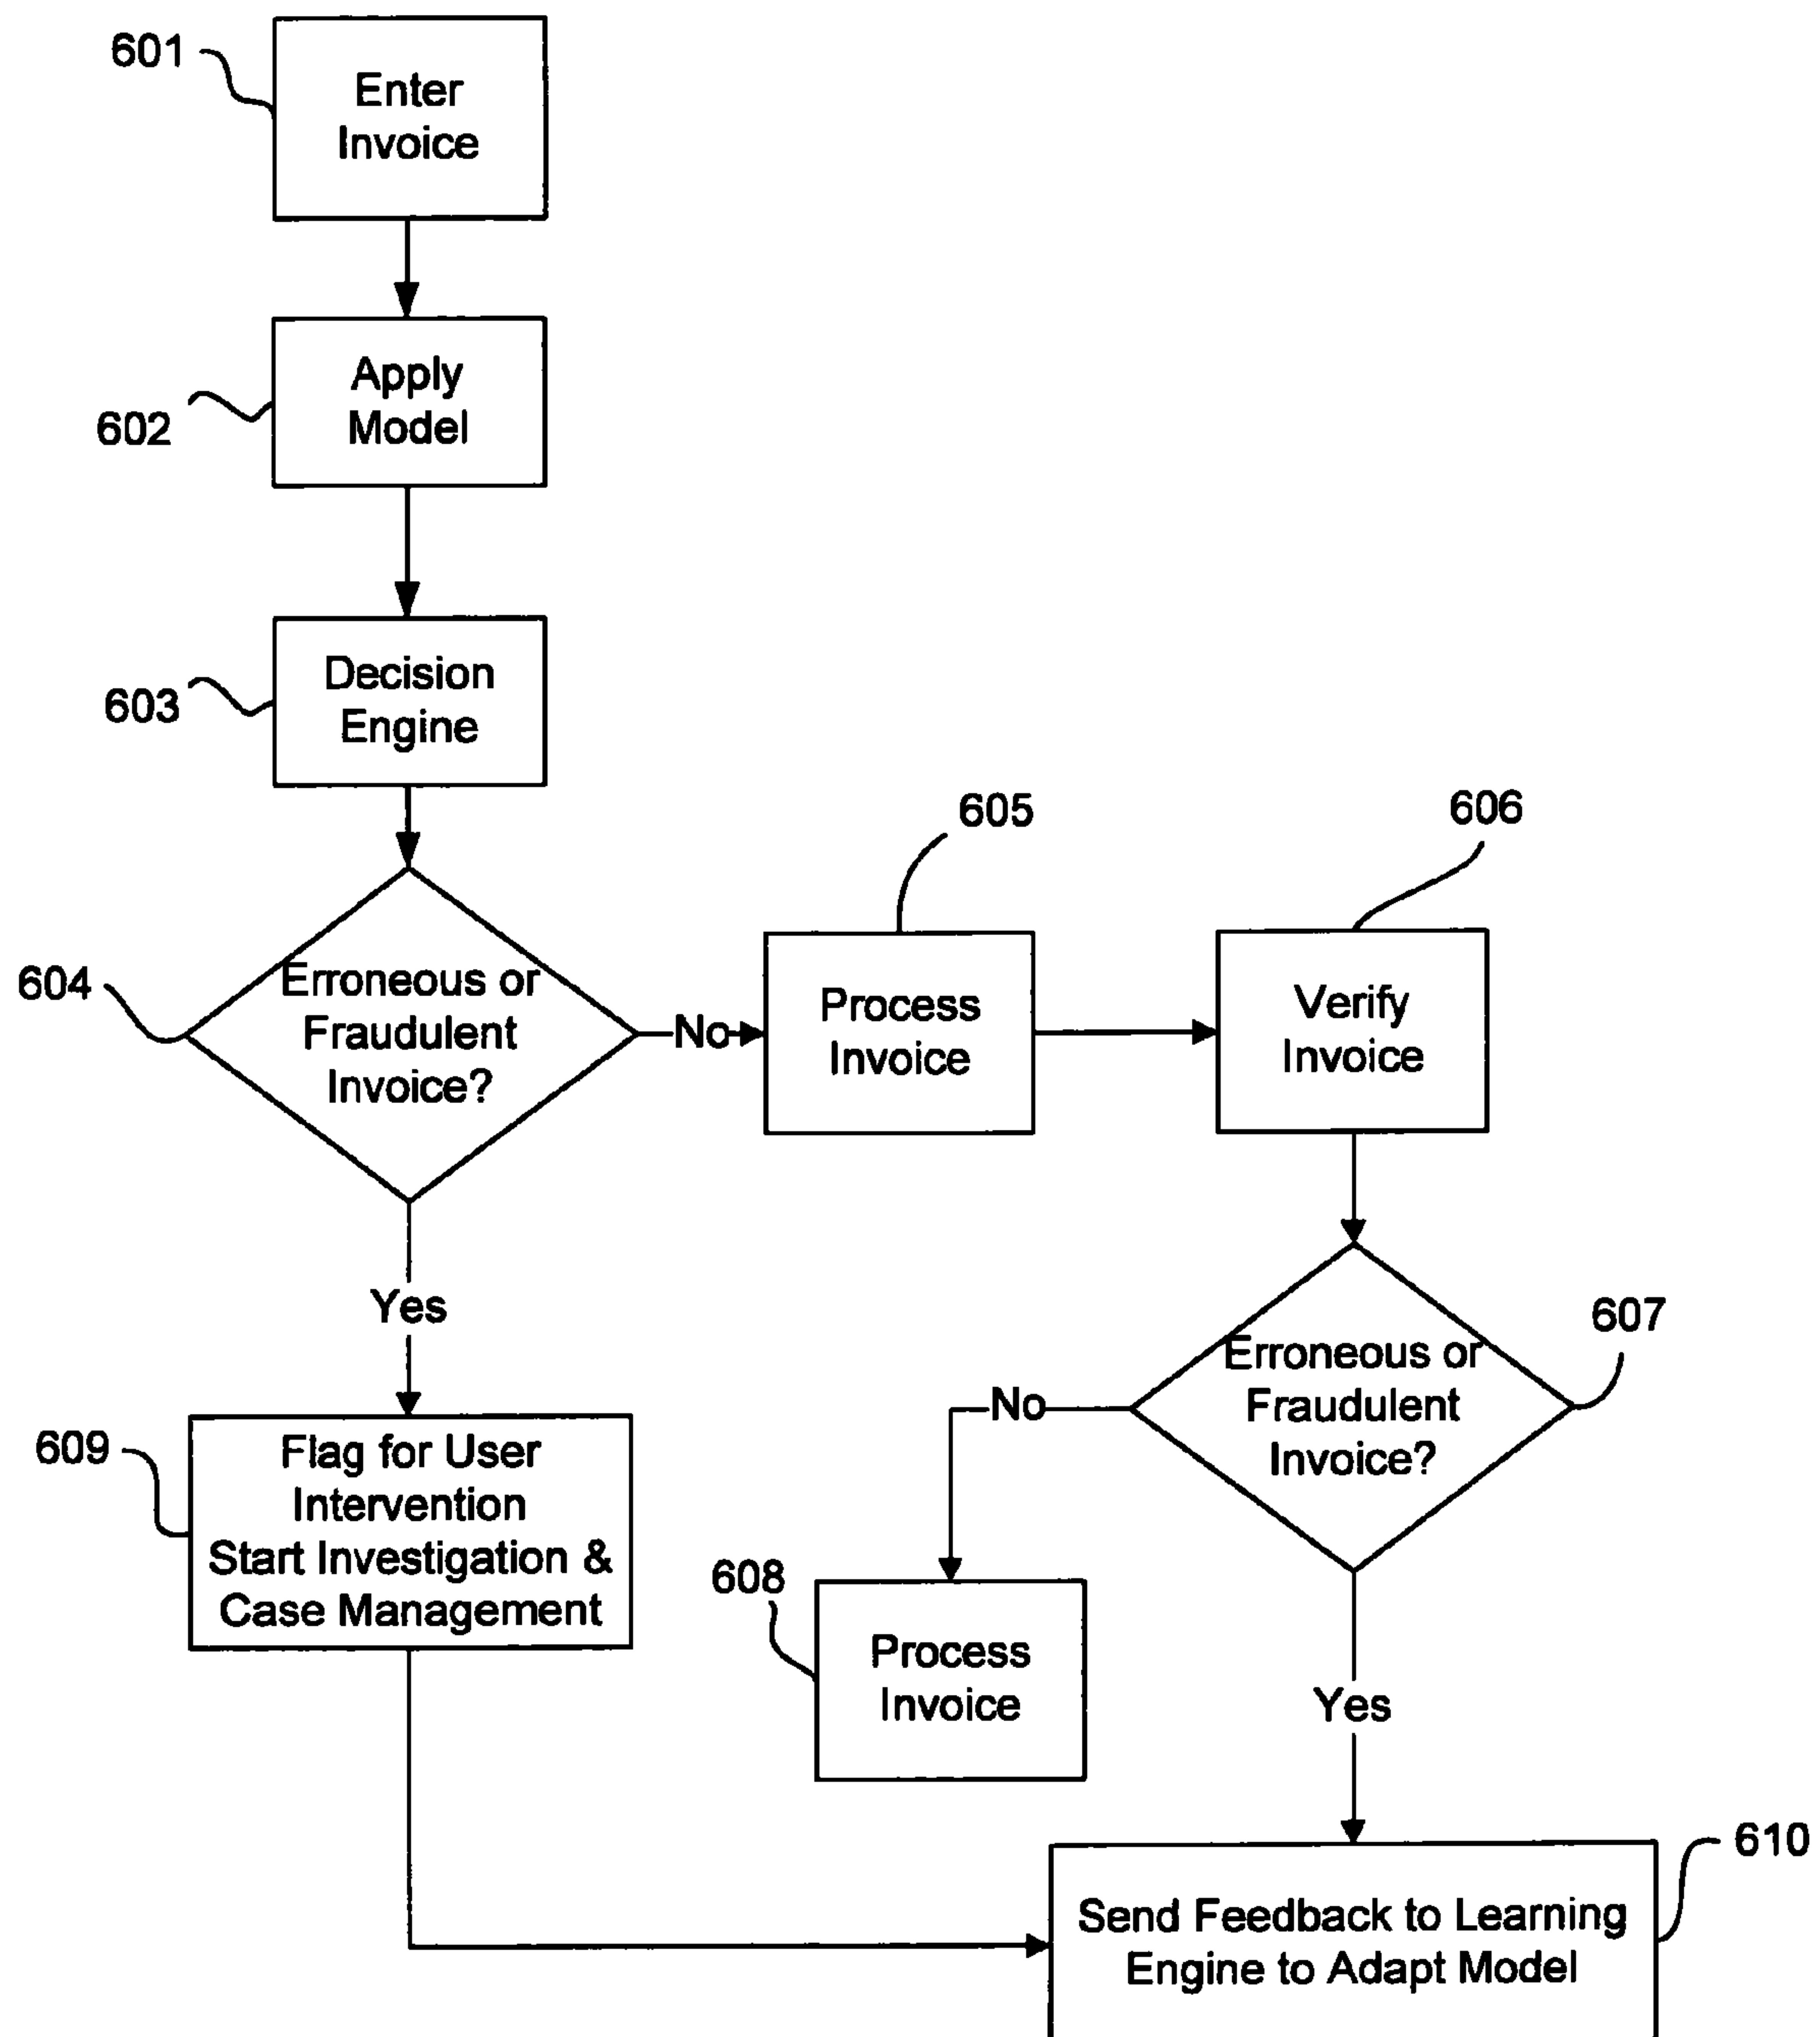 601
Enter
Invoice
Apply
Model
602
Decision
Engine
603
605
606
604
Erroneous or
Fraudulent
Invoice?
No
Process
Invoice
Verify
Invoice
Yes
607
Erroneous or
Fraudulent
Invoice?
No
609
Flag for User
Intervention
Start Investigation &
Case Management
608
Process
Invoice
Yes
610
Send Feedback to Learning
Engine to Adapt Model